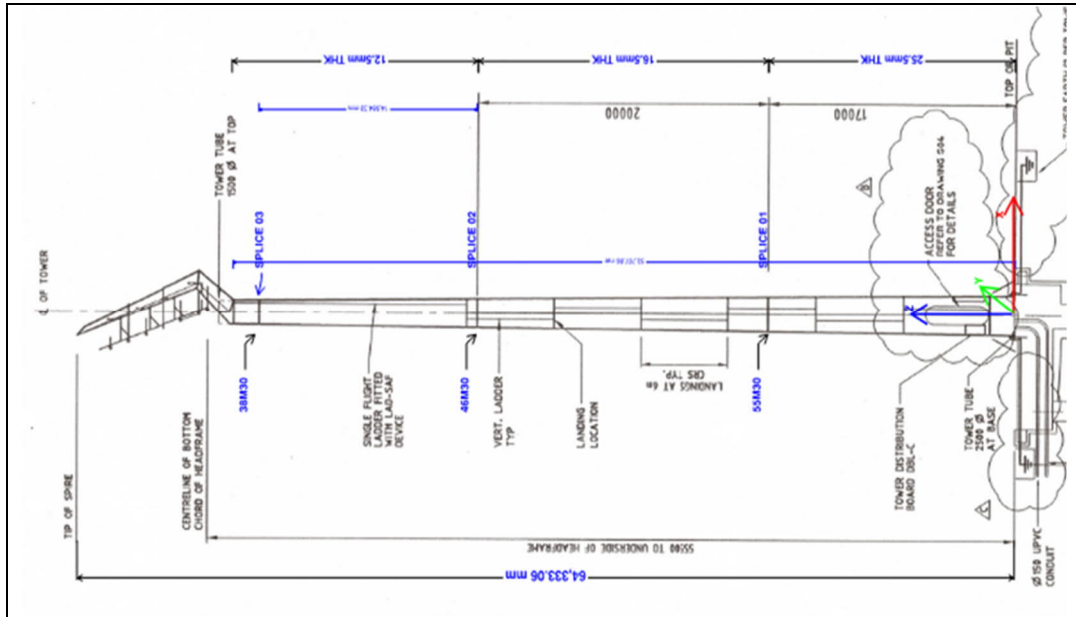 12.5mm THK
16.5mm THK
25.5mm THK
20000
17000
TOP OF PIT
TOWER TUBE
1500 Ø AT TOP
SPLICE 03
SPLICE 02
SPLICE 01
B
ACCESS DOOR
REFER TO DRAWING S04
FOR DETAILS
X
Y
Z
℄ OF TOWER
38M30
46M30
55M30
SINGLE FLIGHT
LADDER FITTED
WITH LAD-SAF
DEVICE
VERT. LADDER
TYP
LANDING
LOCATION
LANDINGS AT 6m
CRS TYP.
TOWER DISTRIBUTION
BOARD DBL-C
TOWER TUBE
2500 Ø
AT BASE
C
TIP OF SPIRE
CENTRELINE OF BOTTOM
CHORD OF HEADFRAME
55500 TO UNDERSIDE OF HEADFRAME
64,333.06 mm
Ø150 UPVC
CONDUIT